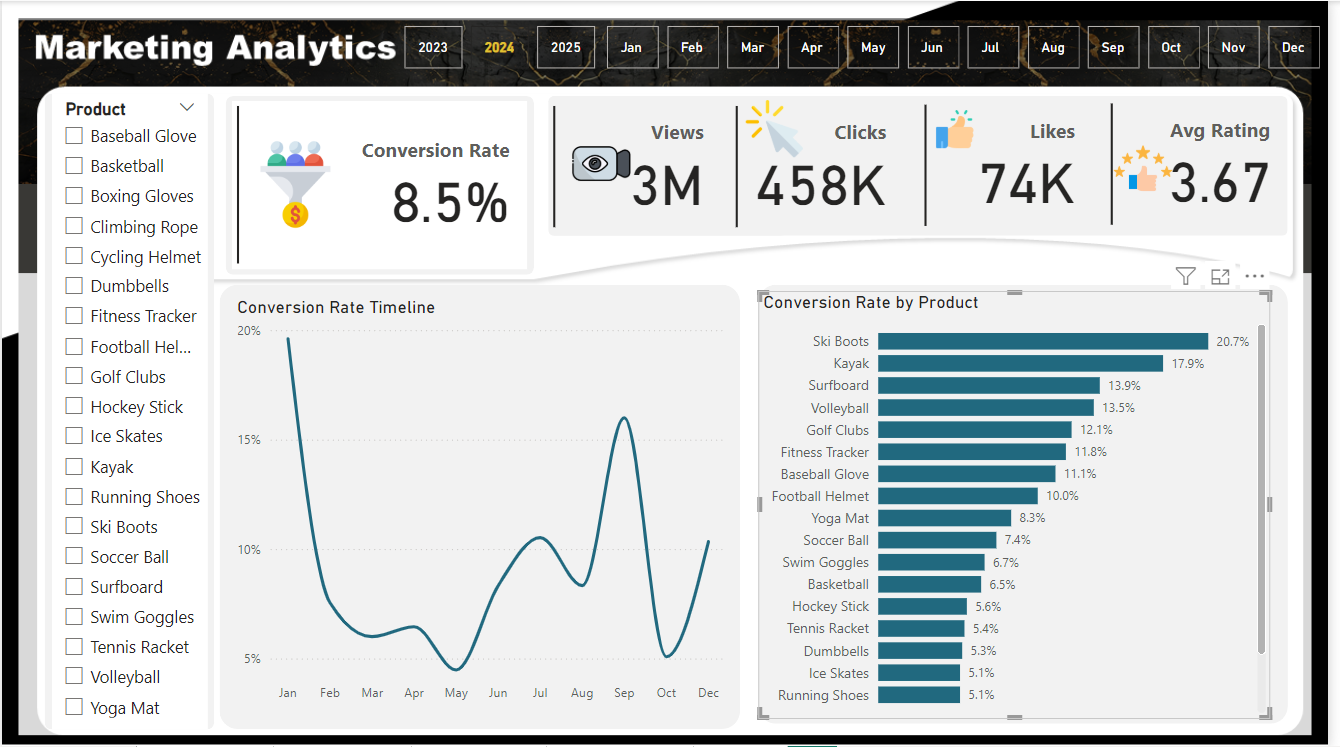 Marketing Analytics
2023 2024 2025 Jan Feb Mar Apr May Jun Jul Aug Sep Oct Nov Dec
Product
Baseball Glove
Basketball
Boxing Gloves
Climbing Rope
Cycling Helmet
Dumbbells
Fitness Tracker
Football Hel...
Golf Clubs
Hockey Stick
Ice Skates
Kayak
Running Shoes
Ski Boots
Soccer Ball
Surfboard
Swim Goggles
Tennis Racket
Volleyball
Yoga Mat
Conversion Rate
8.5%
$
Views
3M
Clicks
458K
Likes
74K
Avg Rating
3.67
Conversion Rate Timeline
20%
15%
10%
5%
Jan Feb Mar Apr May Jun Jul Aug Sep Oct Nov Dec
Conversion Rate by Product
Ski Boots 20.7%
Kayak 17.9%
Surfboard 13.9%
Volleyball 13.5%
Golf Clubs 12.1%
Fitness Tracker 11.8%
Baseball Glove 11.1%
Football Helmet 10.0%
Yoga Mat 8.3%
Soccer Ball 7.4%
Swim Goggles 6.7%
Basketball 6.5%
Hockey Stick 5.6%
Tennis Racket 5.4%
Dumbbells 5.3%
Ice Skates 5.1%
Running Shoes 5.1%